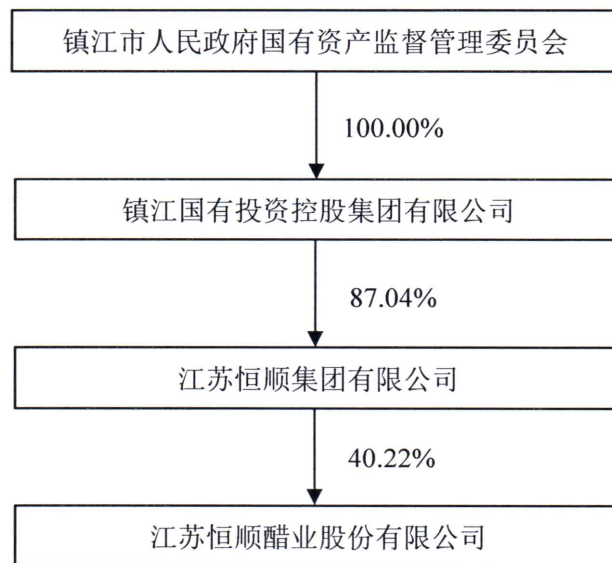 镇江市人民政府国有资产监督管理委员会
100.00%
镇江国有投资控股集团有限公司
87.04%
江苏恒顺集团有限公司
40.22%
江苏恒顺醋业股份有限公司